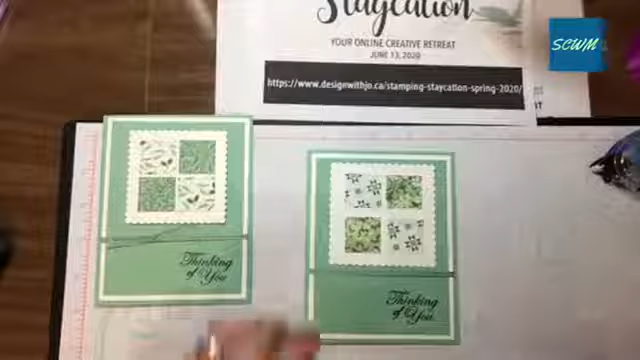 Staycation
YOUR ONLINE CREATIVE RETREAT
JUNE 13, 2020
https://www.designwithjo.ca/stamping-staycation-spring-2020/
SCWM
Thinking
of You
Thinking
of You